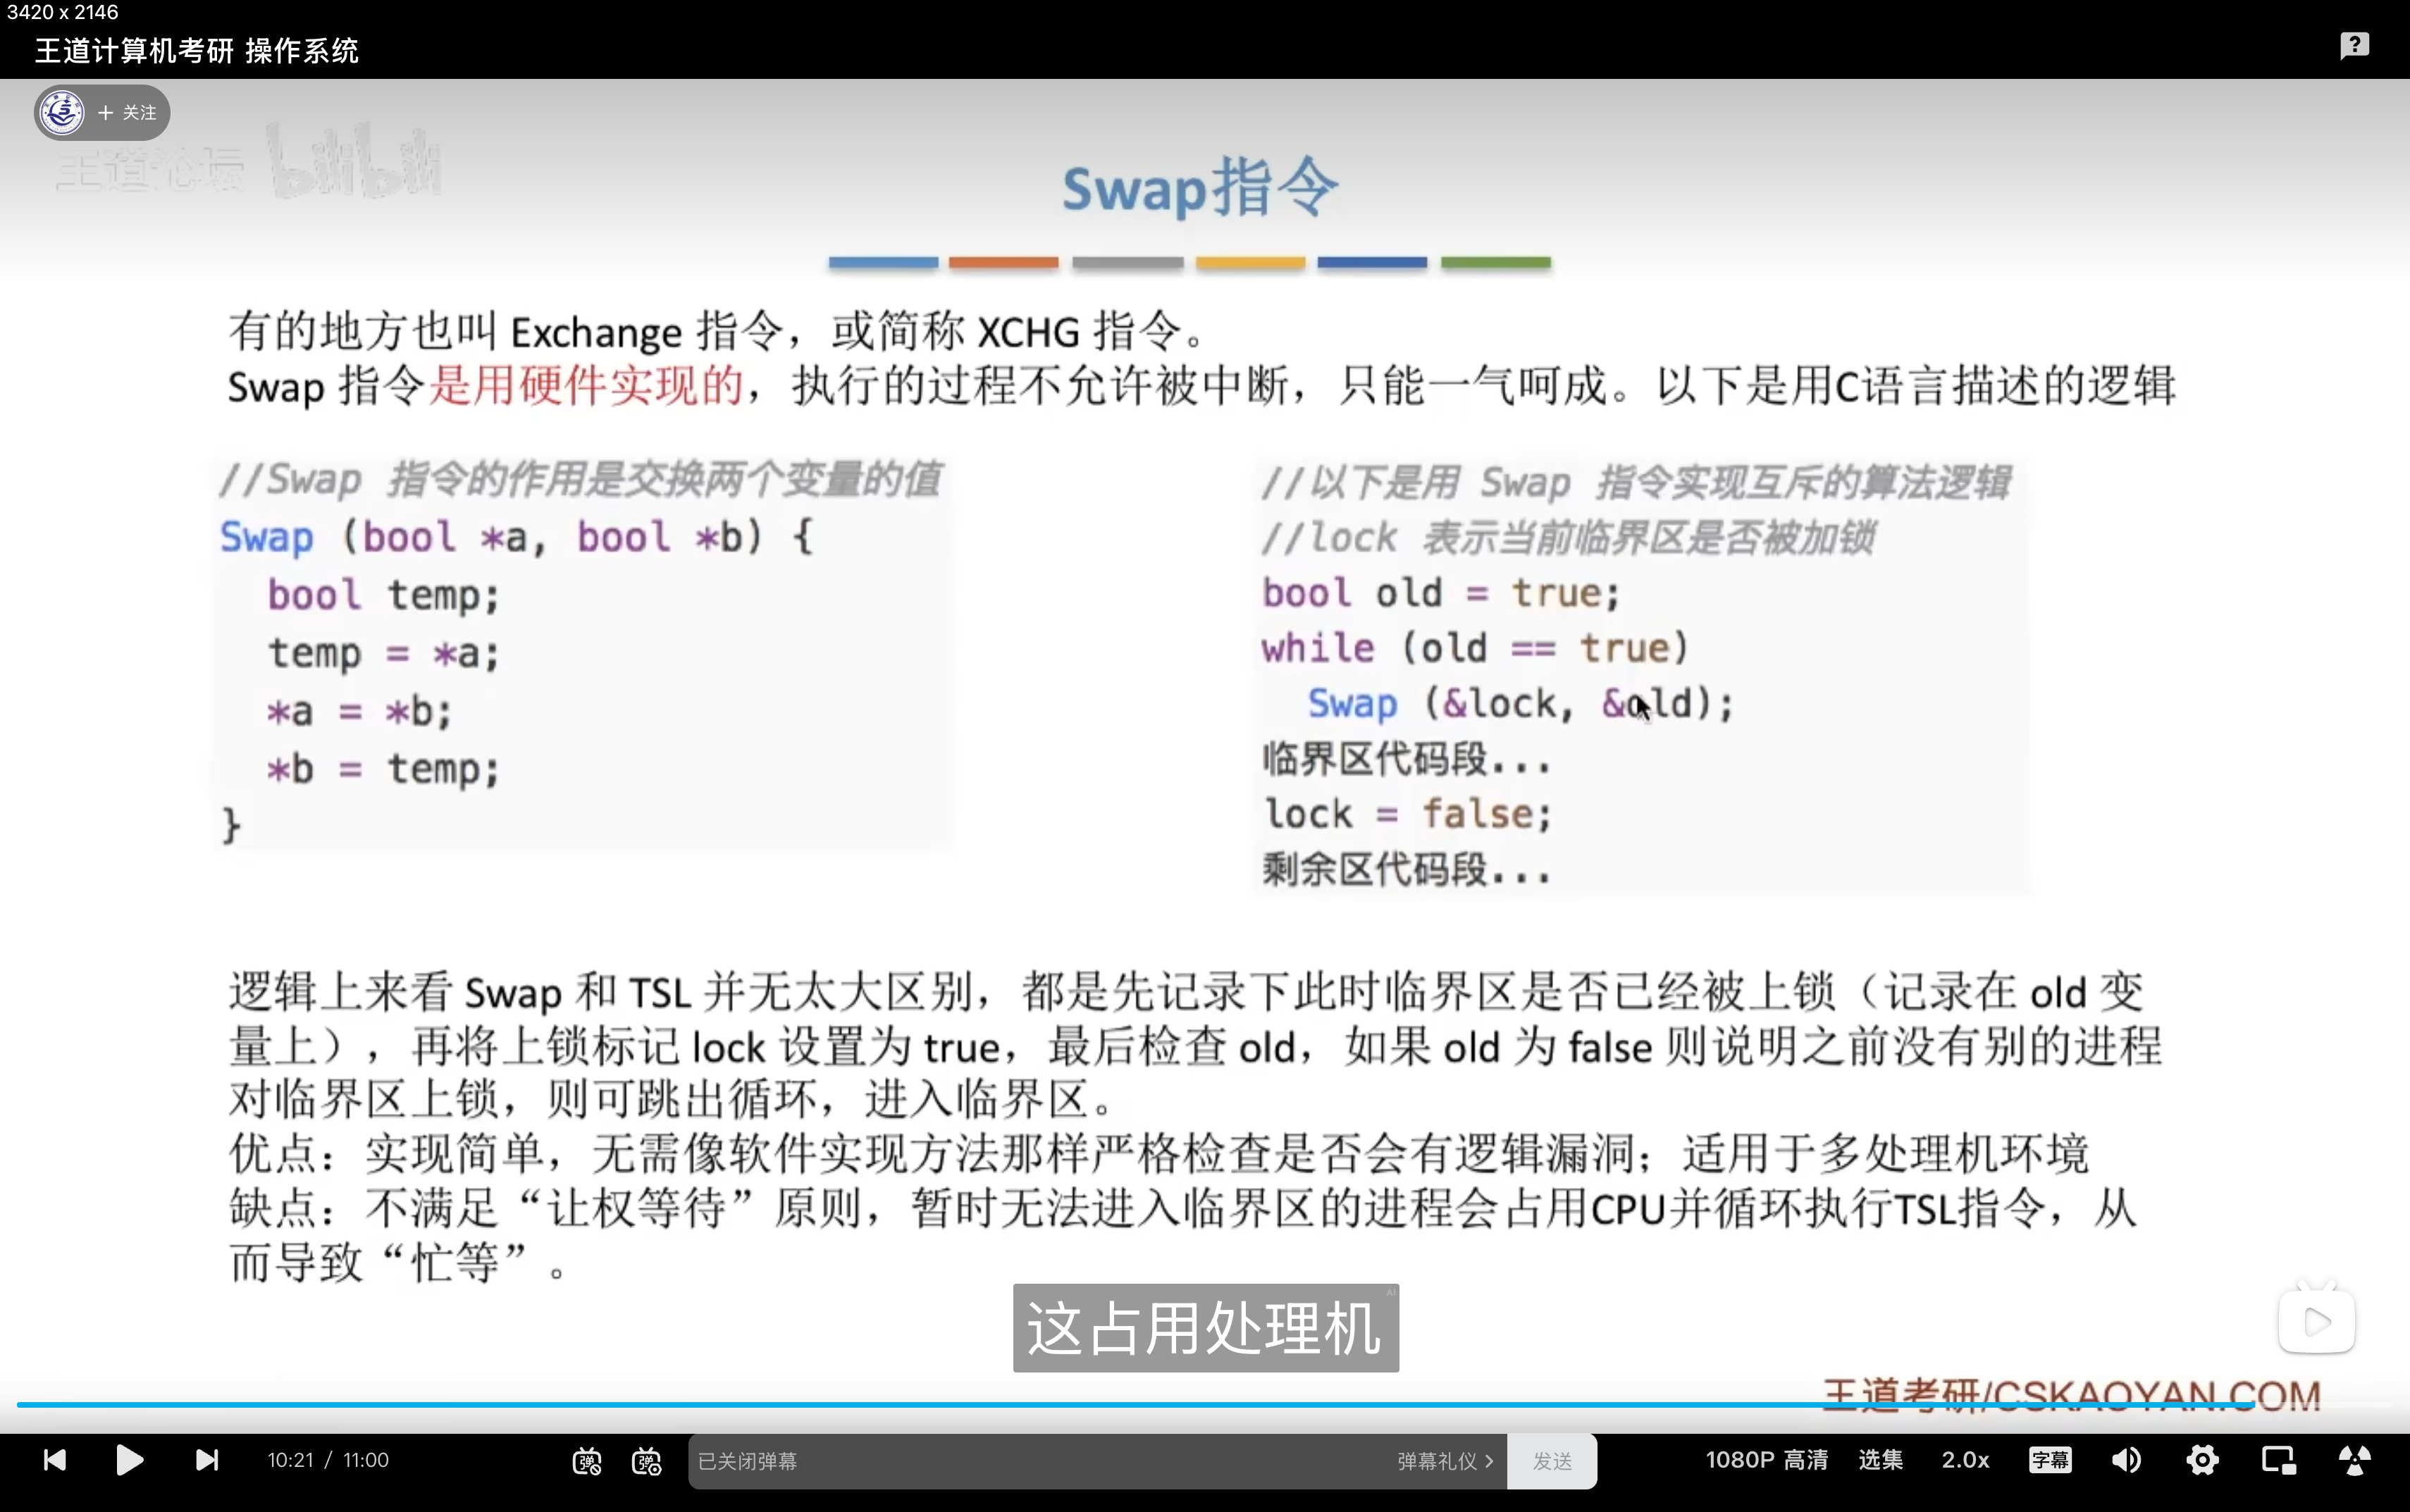 3420 x 2146
王道计算机考研 操作系统
?
+ 关注
王道论坛 bilibili
Swap指令
有的地方也叫 Exchange 指令，或简称 XCHG 指令。
Swap 指令是用硬件实现的，执行的过程不允许被中断，只能一气呵成。以下是用C语言描述的逻辑
//Swap 指令的作用是交换两个变量的值
Swap (bool *a, bool *b) {
bool temp;
temp = *a;
*a = *b;
*b = temp;
}
//以下是用 Swap 指令实现互斥的算法逻辑
//lock 表示当前临界区是否被加锁
bool old = true;
while (old == true)
Swap (&lock, &old);
临界区代码段...
lock = false;
剩余区代码段...
逻辑上来看 Swap 和 TSL 并无太大区别，都是先记录下此时临界区是否已经被上锁（记录在 old 变
量上），再将上锁标记 lock 设置为 true，最后检查 old，如果 old 为 false 则说明之前没有别的进程
对临界区上锁，则可跳出循环，进入临界区。
优点：实现简单，无需像软件实现方法那样严格检查是否会有逻辑漏洞；适用于多处理机环境
缺点：不满足“让权等待”原则，暂时无法进入临界区的进程会占用CPU并循环执行TSL指令，从
而导致“忙等”。
AI
这占用处理机
王道考研/CSKAOYAN.COM
10:21 / 11:00
弹
弹
已关闭弹幕
弹幕礼仪 >
发送
1080P 高清
选集
2.0x
字幕